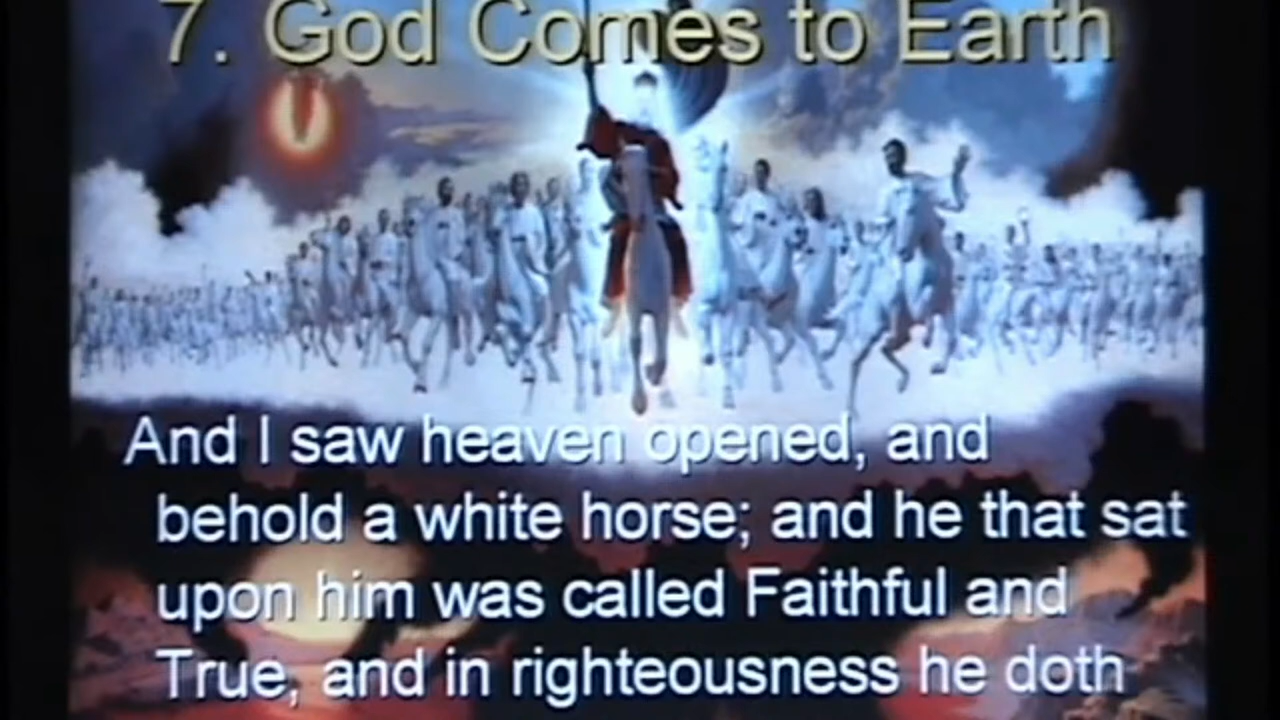 7. God Comes to Earth
And I saw heaven opened, and
behold a white horse; and he that sat
upon him was called Faithful and
True, and in righteousness he doth